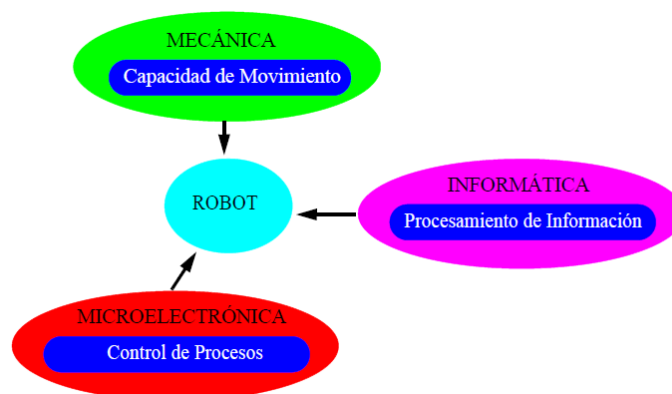 MECÁNICA
Capacidad de Movimiento
ROBOT
INFORMÁTICA
Procesamiento de Información
MICROELECTRÓNICA
Control de Procesos